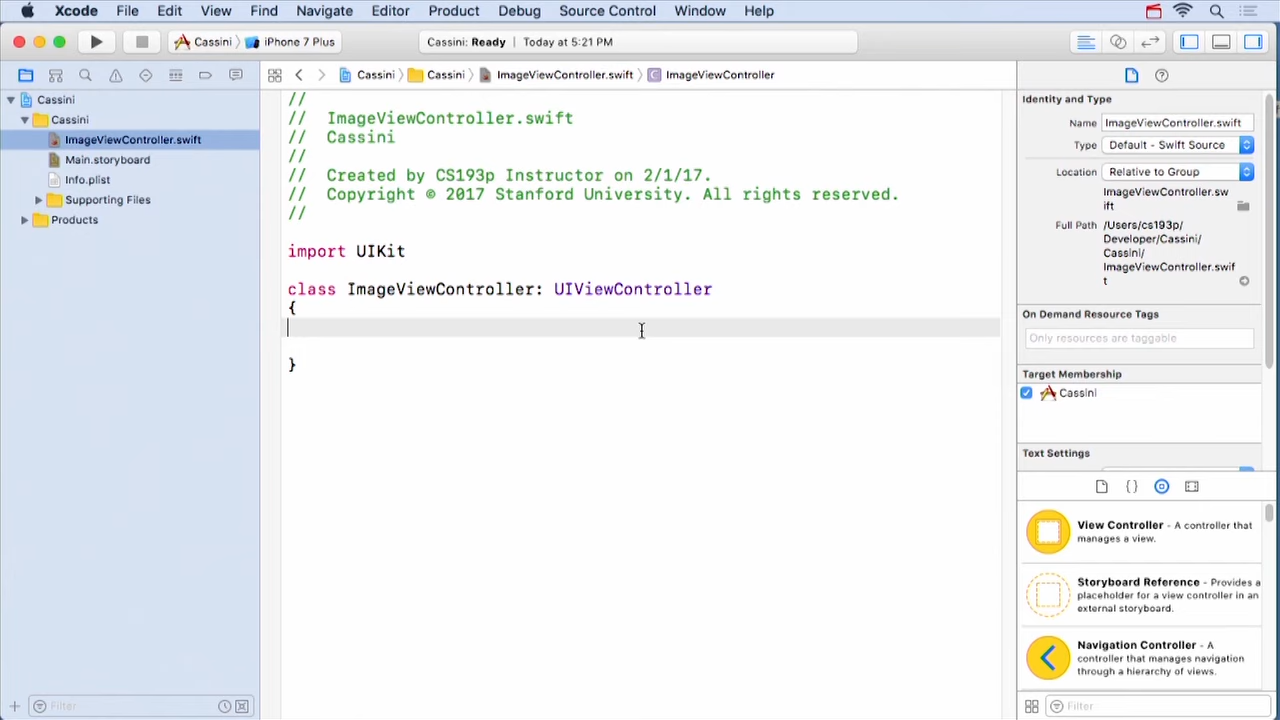 Xcode File Edit View Find Navigate Editor Product Debug Source Control Window Help
Cassini iPhone 7 Plus
Cassini: Ready | Today at 5:21 PM
Cassini Cassini ImageViewController.swift C ImageViewController
Cassini
Cassini
ImageViewController.swift
Main.storyboard
Info.plist
Supporting Files
Products
Filter
//
// ImageViewController.swift
// Cassini
//
// Created by CS193p Instructor on 2/1/17.
// Copyright © 2017 Stanford University. All rights reserved.
//
import UIKit
class ImageViewController: UIViewController
{
}
Identity and Type
Name ImageViewController.swift
Type Default - Swift Source
Location Relative to Group
ImageViewController.sw
ift
Full Path /Users/cs193p/
Developer/Cassini/
Cassini/
ImageViewController.swif
t
On Demand Resource Tags
Only resources are taggable
Target Membership
Cassini
Text Settings
{ }
View Controller - A controller that
manages a view.
Storyboard Reference - Provides a
placeholder for a view controller in an
external storyboard.
Navigation Controller - A
controller that manages navigation
through a hierarchy of views.
Filter